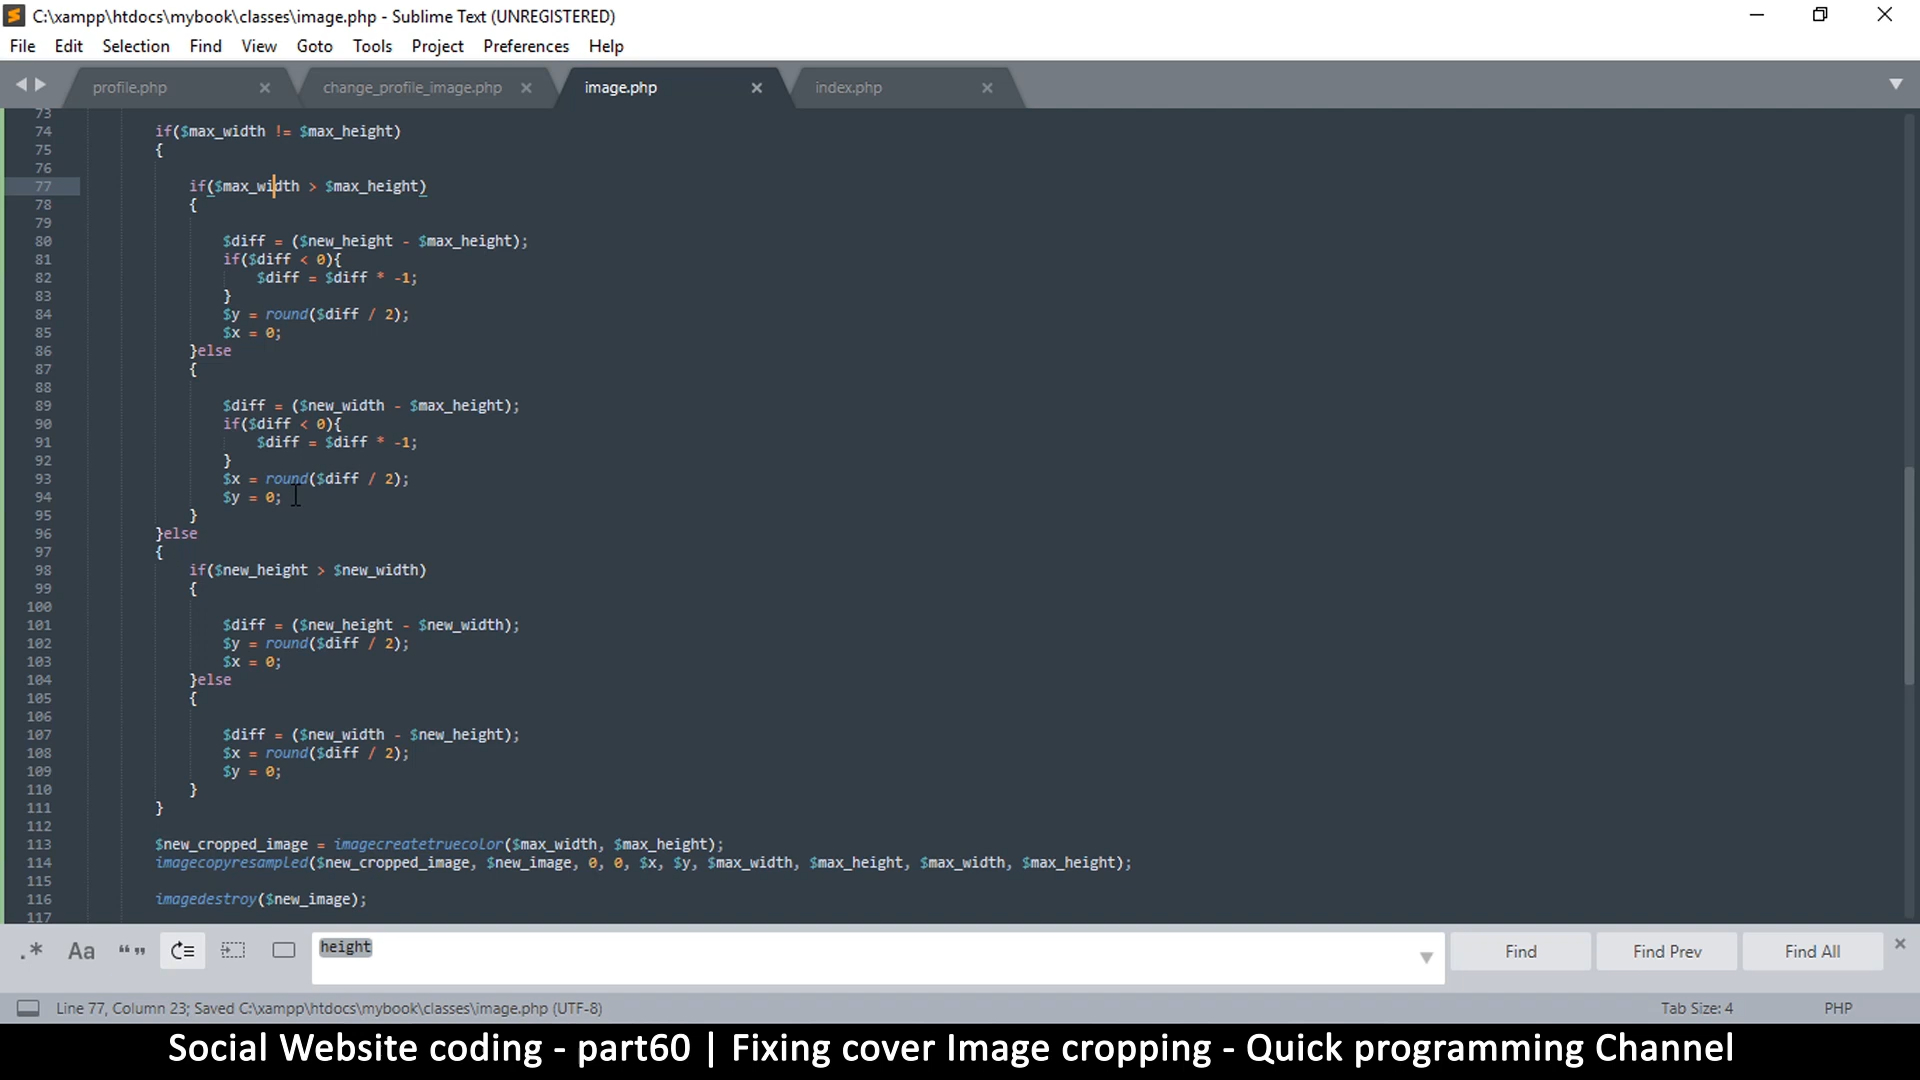 C:\xampp\htdocs\mybook\classes\image.php - Sublime Text (UNREGISTERED)
File Edit Selection Find View Goto Tools Project Preferences Help
profile.php change_profile_image.php image.php index.php
73
74 if($max_width != $max_height)
75 {
76
77 if($max_width > $max_height)
78 {
79
80 $diff = ($new_height - $max_height);
81 if($diff < 0){
82 $diff = $diff * -1;
83 }
84 $y = round($diff / 2);
85 $x = 0;
86 }else
87 {
88
89 $diff = ($new_width - $max_height);
90 if($diff < 0){
91 $diff = $diff * -1;
92 }
93 $x = round($diff / 2);
94 $y = 0;
95 }
96 }else
97 {
98 if($new_height > $new_width)
99 {
100
101 $diff = ($new_height - $new_width);
102 $y = round($diff / 2);
103 $x = 0;
104 }else
105 {
106
107 $diff = ($new_width - $new_height);
108 $x = round($diff / 2);
109 $y = 0;
110 }
111 }
112
113 $new_cropped_image = imagecreatetruecolor($max_width, $max_height);
114 imagecopyresampled($new_cropped_image, $new_image, 0, 0, $x, $y, $max_width, $max_height, $max_width, $max_height);
115
116 imagedestroy($new_image);
117
.* Aa “” height Find Find Prev Find All
Line 77, Column 23; Saved C:\xampp\htdocs\mybook\classes\image.php (UTF-8) Tab Size: 4 PHP
Social Website coding - part60 | Fixing cover Image cropping - Quick programming Channel